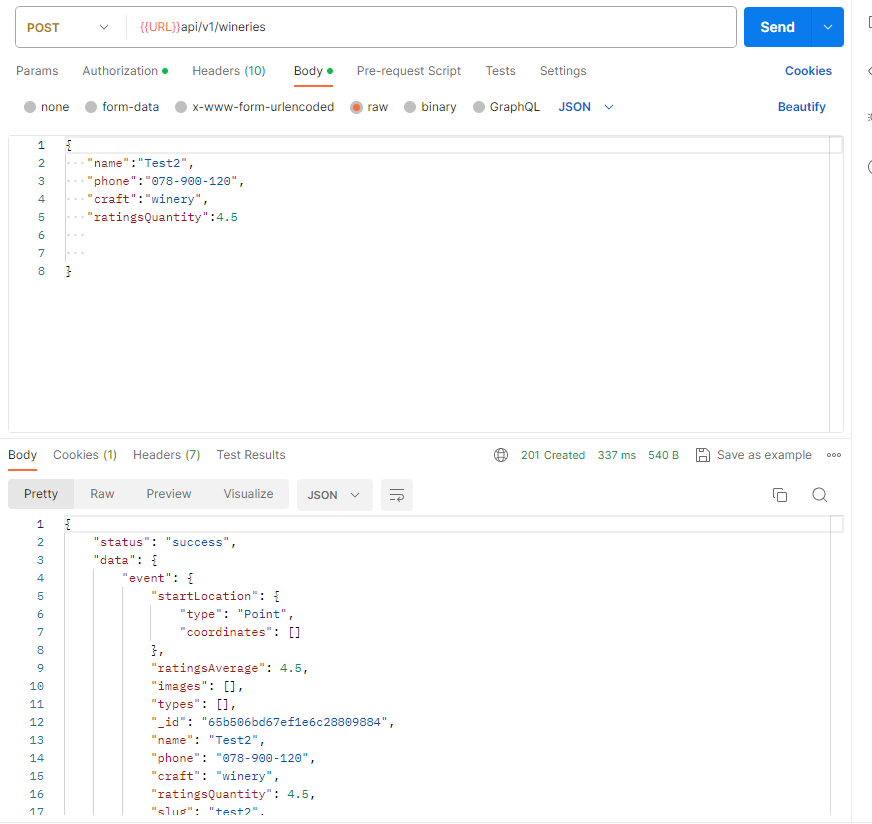 POST {{URL}}api/v1/wineries Send
Params Authorization Headers (10) Body Pre-request Script Tests Settings Cookies
none form-data x-www-form-urlencoded raw binary GraphQL JSON Beautify
1 {
2 "name":"Test2",
3 "phone":"078-900-120",
4 "craft":"winery",
5 "ratingsQuantity":4.5
6
7
8 }
Body Cookies (1) Headers (7) Test Results 201 Created 337 ms 540 B Save as example
Pretty Raw Preview Visualize JSON
1 {
2 "status": "success",
3 "data": {
4 "event": {
5 "startLocation": {
6 "type": "Point",
7 "coordinates": []
8 },
9 "ratingsAverage": 4.5,
10 "images": [],
11 "types": [],
12 "_id": "65b506bd67ef1e6c28809884",
13 "name": "Test2",
14 "phone": "078-900-120",
15 "craft": "winery",
16 "ratingsQuantity": 4.5,
17 "slug": "test2",